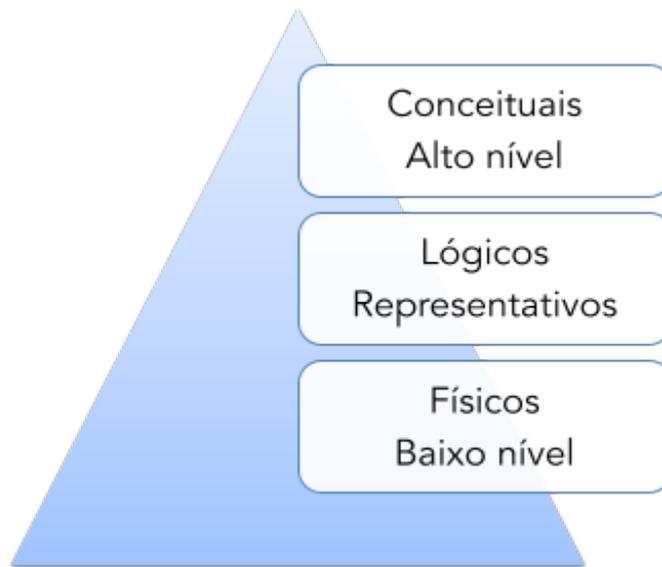 Conceituais
Alto nível
Lógicos
Representativos
Físicos
Baixo nível